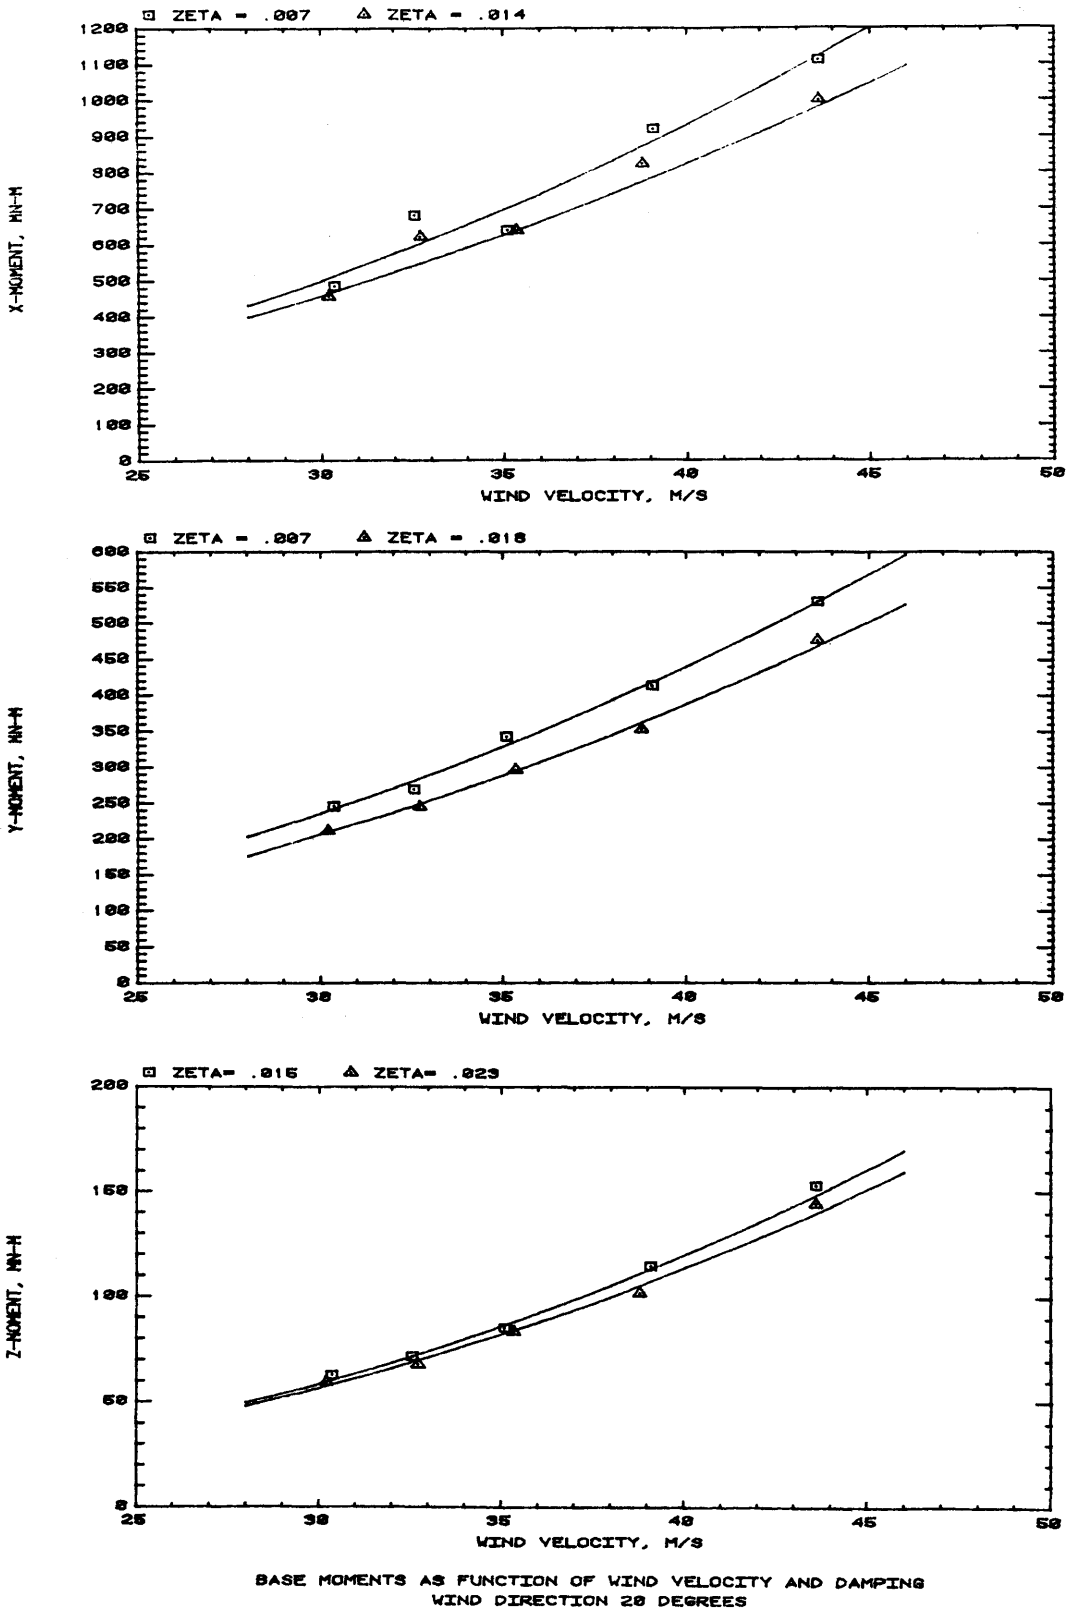 ZETA = .007 ZETA = .014
1200
1100
1000
900
800
700
600
500
400
300
200
100
0
X-MOMENT, MN-M
25 30 35 40 45 50
WIND VELOCITY, M/S
ZETA = .007 ZETA = .018
600
550
500
450
400
350
300
250
200
150
100
50
0
Y-MOMENT, MN-M
25 30 35 40 45 50
WIND VELOCITY, M/S
ZETA= .015 ZETA= .023
200
150
100
50
0
Z-MOMENT, MN-M
25 30 35 40 45 50
WIND VELOCITY, M/S
BASE MOMENTS AS FUNCTION OF WIND VELOCITY AND DAMPING
WIND DIRECTION 20 DEGREES